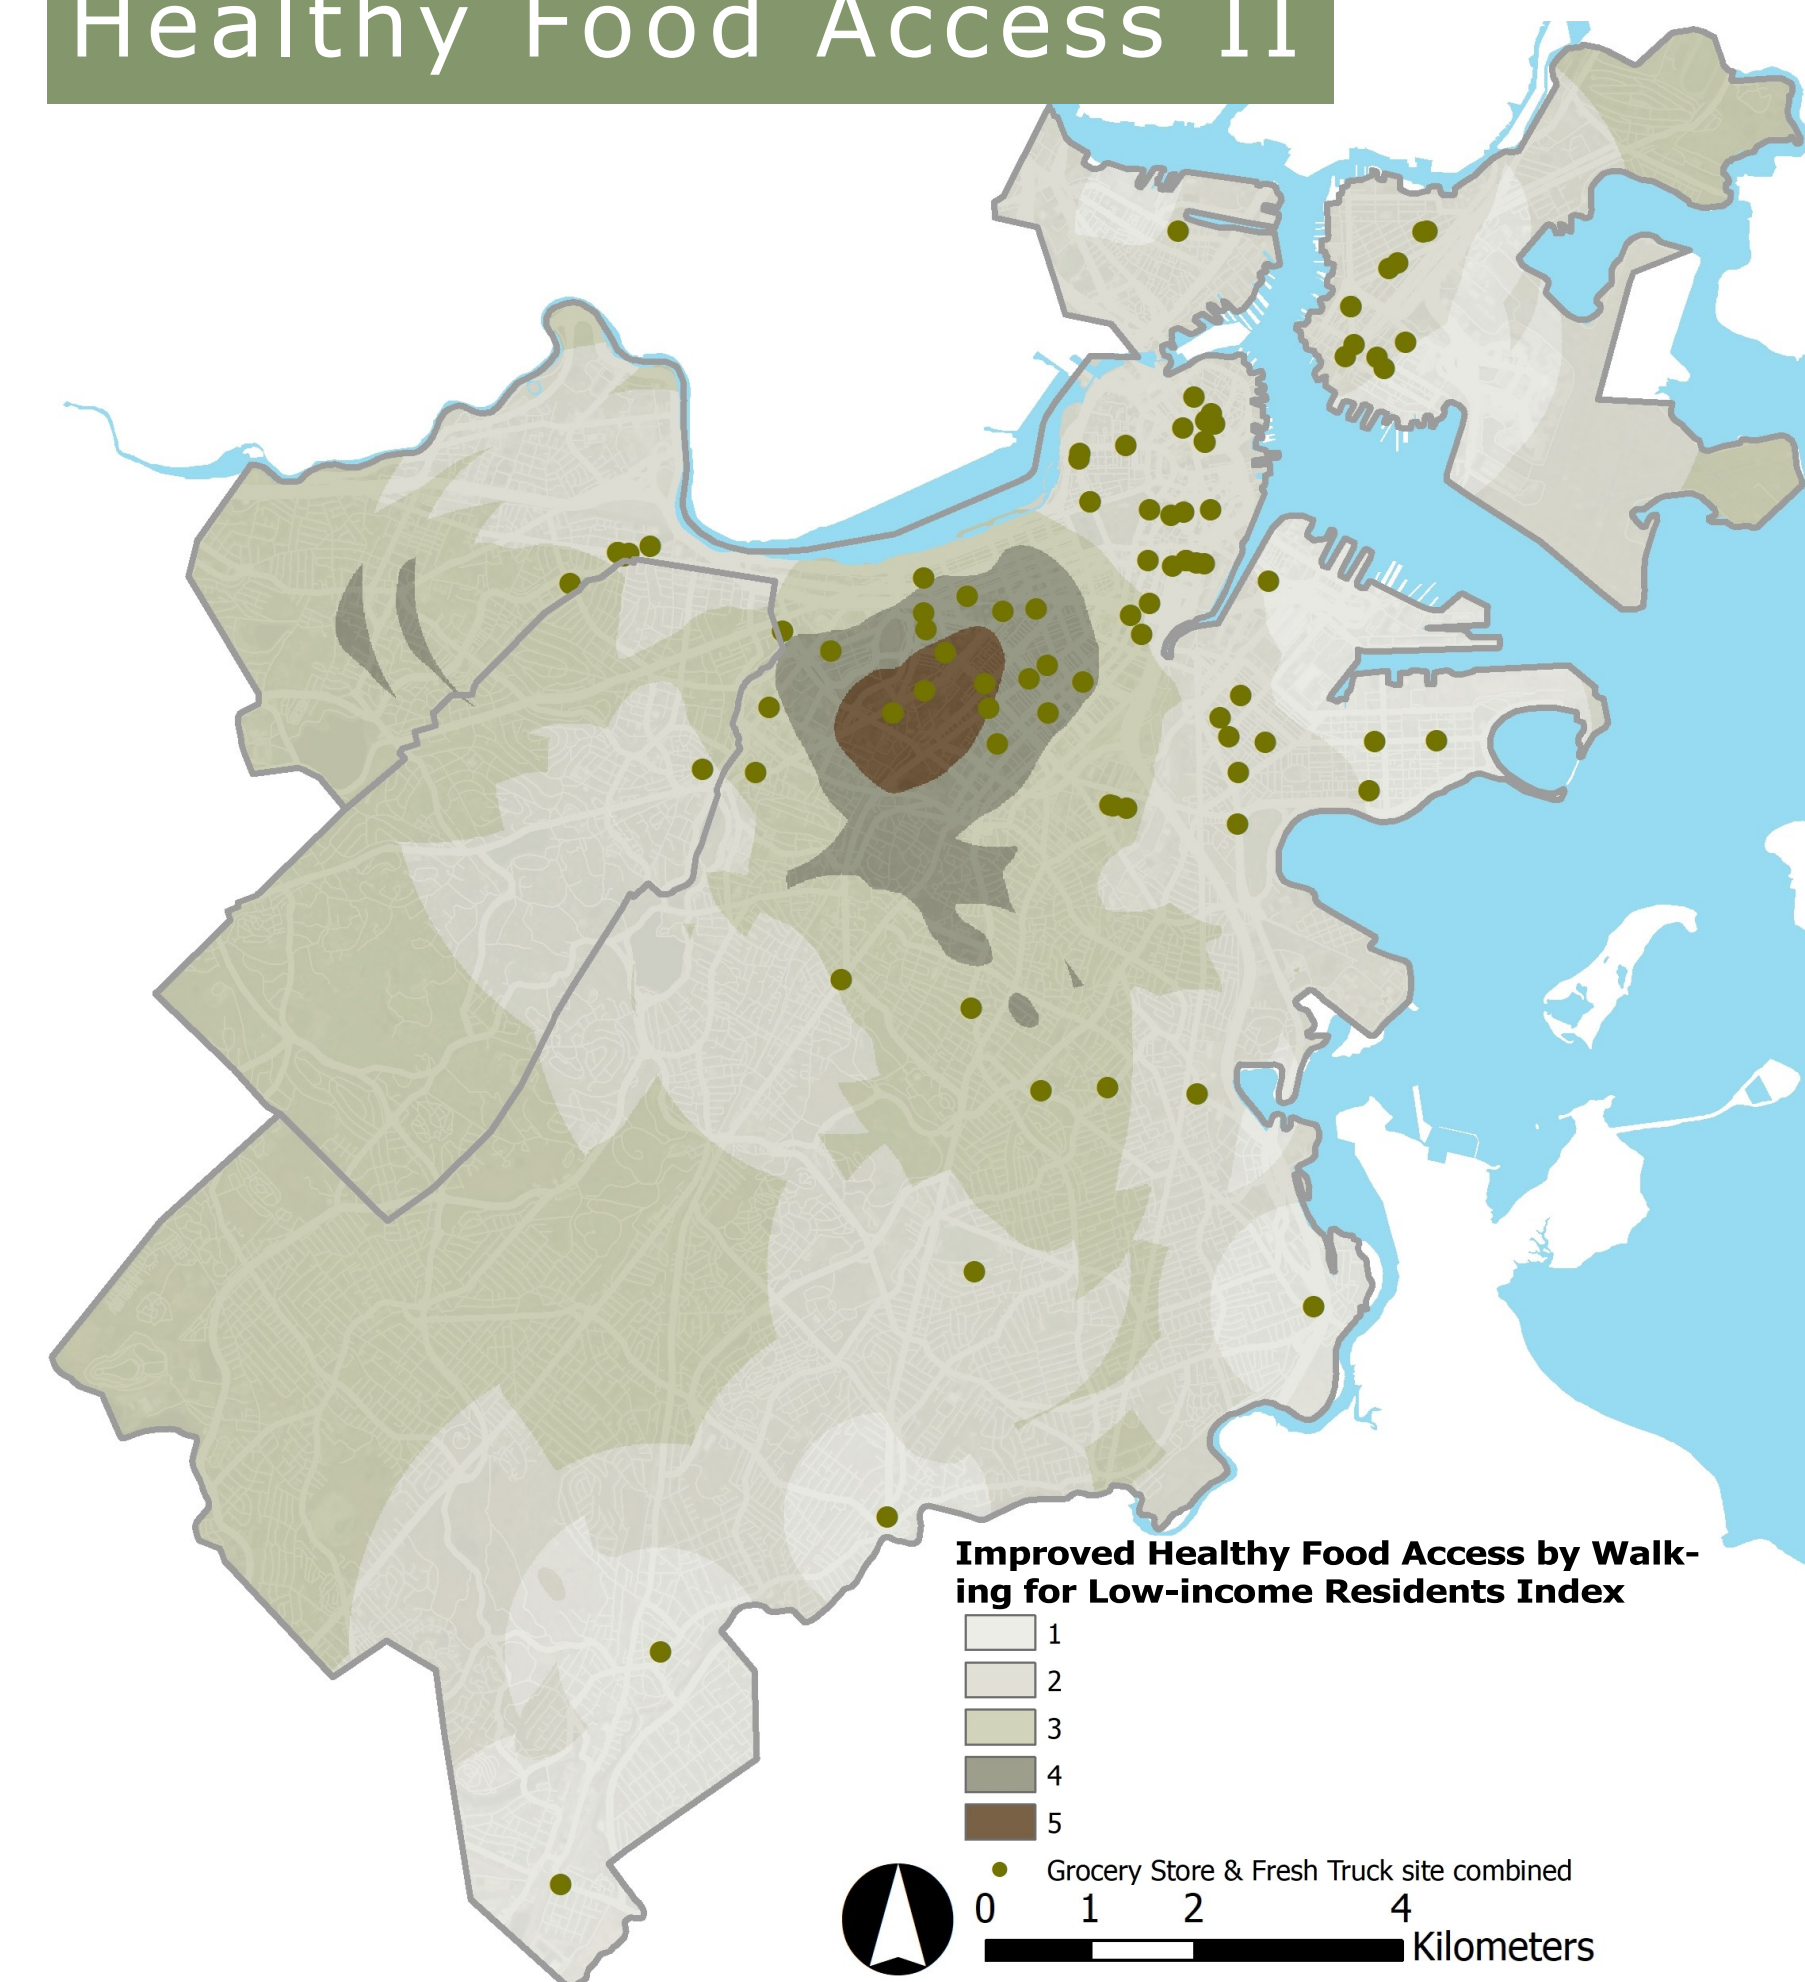 Healthy Food Access II
Improved Healthy Food Access by Walk-
ing for Low-income Residents Index
1
2
3
4
5
Grocery Store & Fresh Truck site combined
0 1 2 4
Kilometers